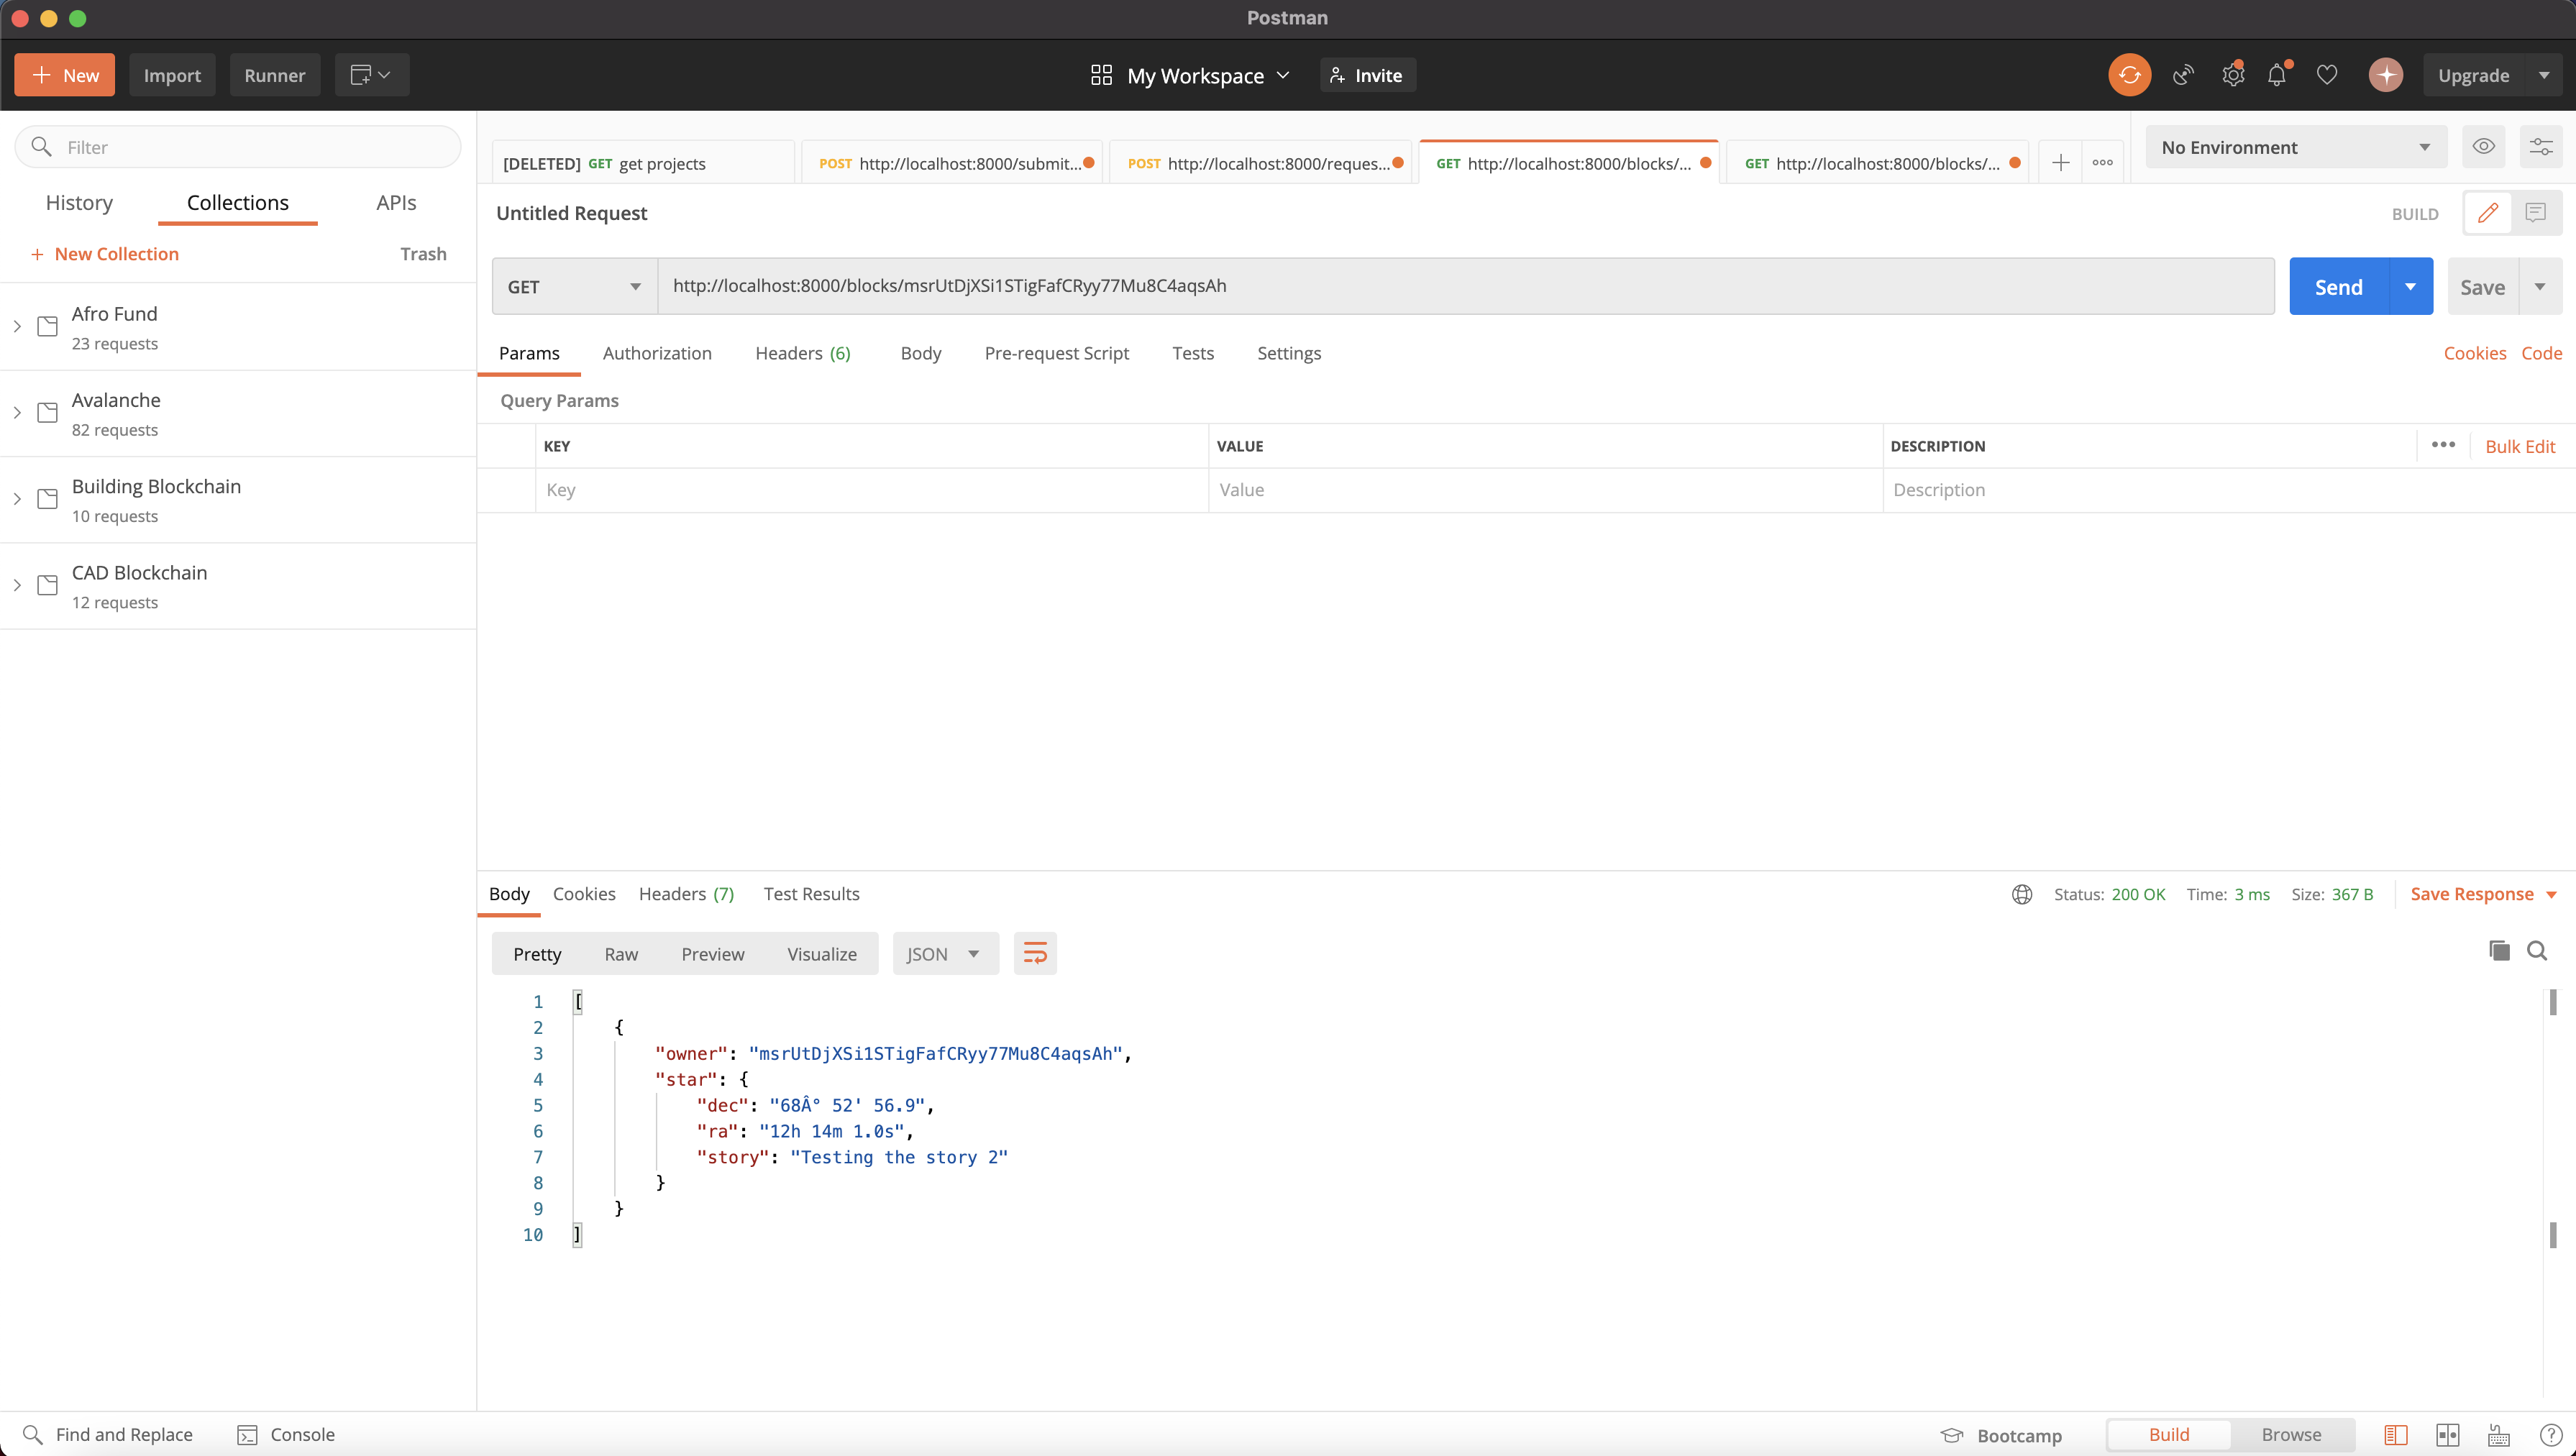 Postman
New
Import
Runner
My Workspace
Invite
Upgrade
Filter
History
Collections
APIs
+ New Collection
Trash
Afro Fund
23 requests
Avalanche
82 requests
Building Blockchain
10 requests
CAD Blockchain
12 requests
[DELETED] GET get projects
POST http://localhost:8000/submit...
POST http://localhost:8000/reques...
GET http://localhost:8000/blocks/...
GET http://localhost:8000/blocks/...
No Environment
Untitled Request
BUILD
GET
http://localhost:8000/blocks/msrUtDjXSi1STigFafCRyy77Mu8C4aqsAh
Send
Save
Params
Authorization
Headers (6)
Body
Pre-request Script
Tests
Settings
Cookies
Code
Query Params
KEY
VALUE
DESCRIPTION
Bulk Edit
Key
Value
Description
Body
Cookies
Headers (7)
Test Results
Status: 200 OK
Time: 3 ms
Size: 367 B
Save Response
Pretty
Raw
Preview
Visualize
JSON
1 [
2 {
3 "owner": "msrUtDjXSi1STigFafCRyy77Mu8C4aqsAh",
4 "star": {
5 "dec": "68Â° 52' 56.9",
6 "ra": "12h 14m 1.0s",
7 "story": "Testing the story 2"
8 }
9 }
10 ]
Find and Replace
Console
Bootcamp
Build
Browse